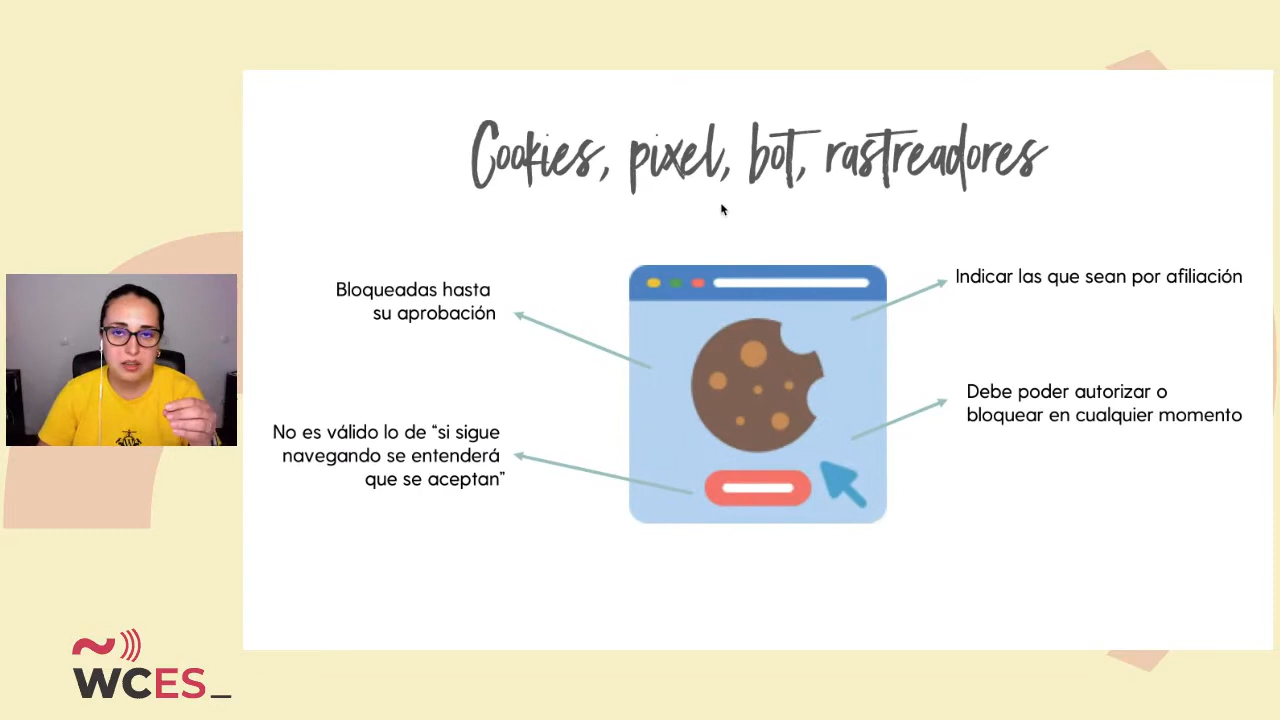 Cookies, pixel, bot, rastreadores
Bloqueadas hasta
su aprobación
No es válido lo de “si sigue
navegando se entenderá
que se aceptan”
Indicar las que sean por afiliación
Debe poder autorizar o
bloquear en cualquier momento
WCES_